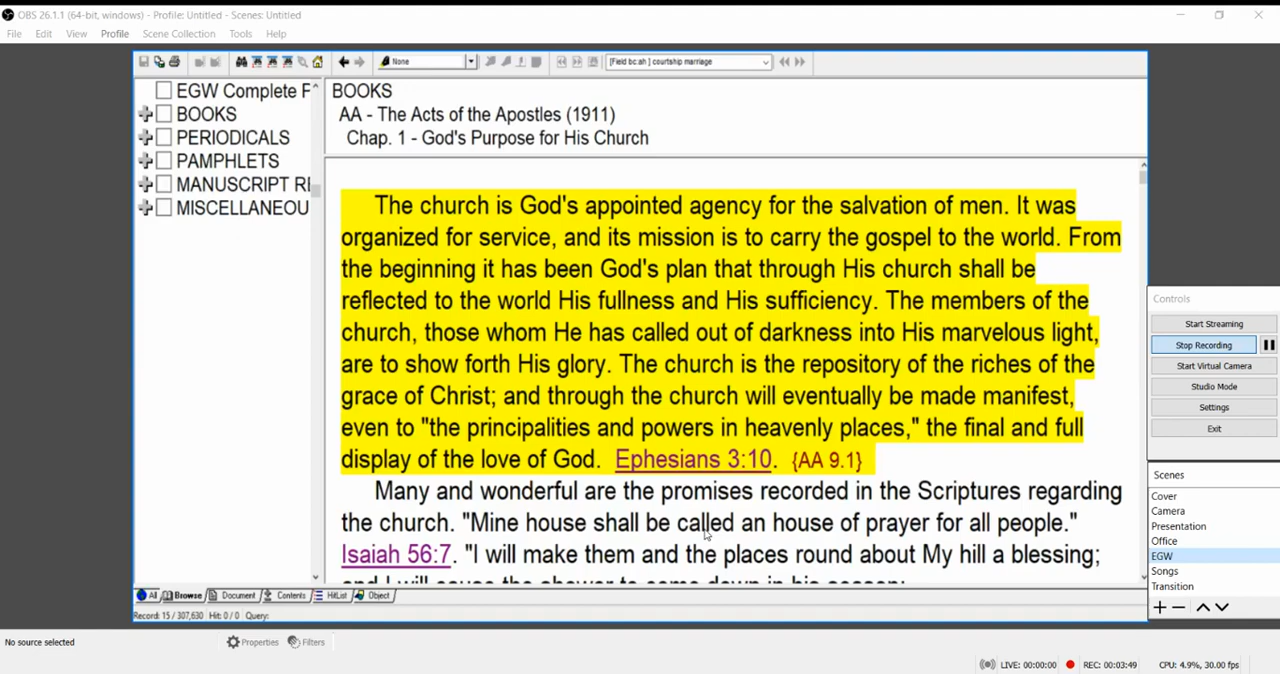 OBS 26.1.1 (64-bit, windows) - Profile: Untitled - Scenes: Untitled
File Edit View Profile Scene Collection Tools Help
None
[Field bc:ah ] courtship marriage
EGW Complete P
BOOKS
PERIODICALS
PAMPHLETS
MANUSCRIPT RE
MISCELLANEOU
BOOKS
AA - The Acts of the Apostles (1911)
Chap. 1 - God's Purpose for His Church
The church is God's appointed agency for the salvation of men. It was
organized for service, and its mission is to carry the gospel to the world. From
the beginning it has been God's plan that through His church shall be
reflected to the world His fullness and His sufficiency. The members of the
church, those whom He has called out of darkness into His marvelous light,
are to show forth His glory. The church is the repository of the riches of the
grace of Christ; and through the church will eventually be made manifest,
even to "the principalities and powers in heavenly places," the final and full
display of the love of God. Ephesians 3:10. {AA 9.1}
Many and wonderful are the promises recorded in the Scriptures regarding
the church. "Mine house shall be called an house of prayer for all people."
Isaiah 56:7. "I will make them and the places round about My hill a blessing;
and I will cause the shower to come down in his season;
All Browse Document Contents HitList Object
Record: 15 / 307,630 Hit: 0 / 0 Query:
Controls
Start Streaming
Stop Recording
Start Virtual Camera
Studio Mode
Settings
Exit
Scenes
Cover
Camera
Presentation
Office
EGW
Songs
Transition
No source selected
Properties Filters
LIVE: 00:00:00 REC: 00:03:49 CPU: 4.9%, 30.00 fps